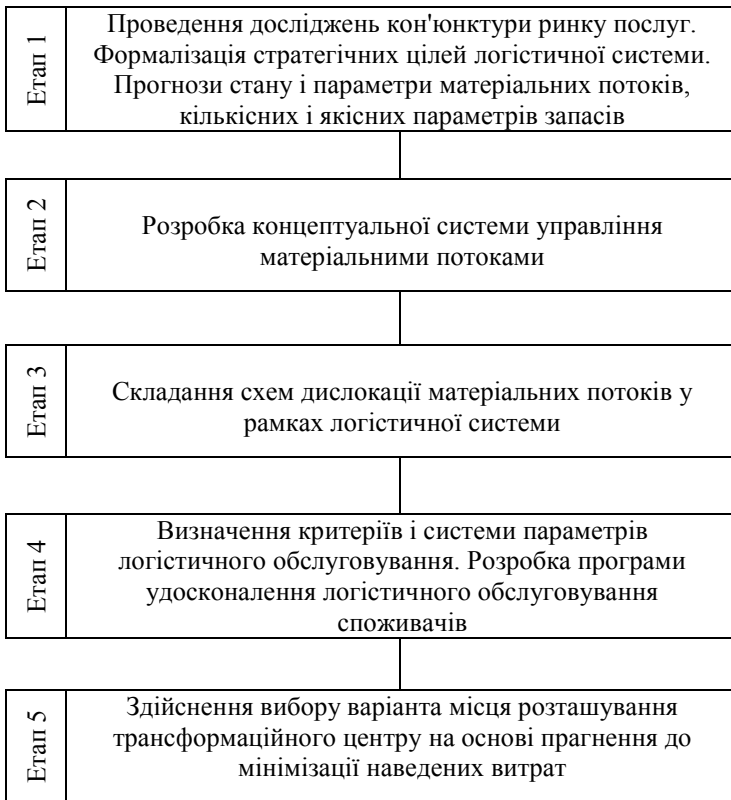 Етап 1
Проведення досліджень кон'юнктури ринку послуг.
Формалізація стратегічних цілей логістичної системи.
Прогнози стану і параметри матеріальних потоків,
кількісних і якісних параметрів запасів
Етап 2
Розробка концептуальної системи управління
матеріальними потоками
Етап 3
Складання схем дислокації матеріальних потоків у
рамках логістичної системи
Етап 4
Визначення критеріїв і системи параметрів
логістичного обслуговування. Розробка програми
удосконалення логістичного обслуговування
споживачів
Етап 5
Здійснення вибору варіанта місця розташування
трансформаційного центру на основі прагнення до
мінімізації наведених витрат